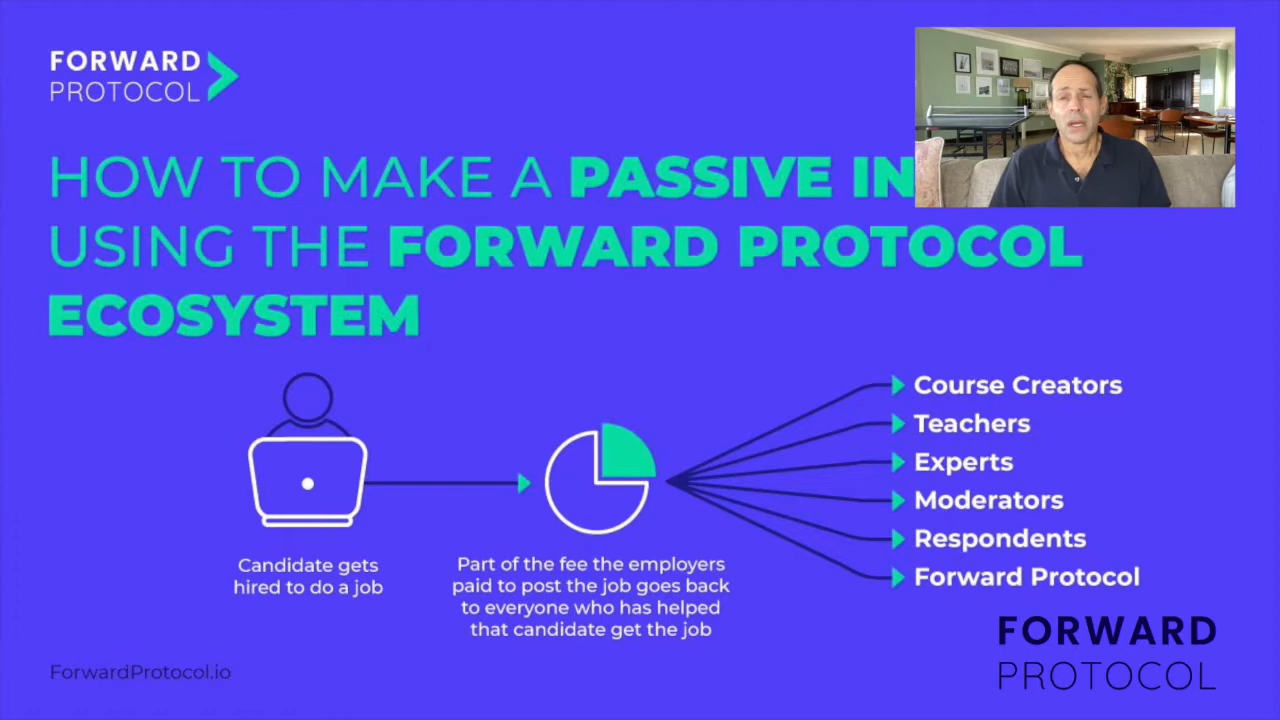 FORWARD
PROTOCOL
HOW TO MAKE A PASSIVE IN
USING THE FORWARD PROTOCOL
ECOSYSTEM
Candidate gets
hired to do a job
Part of the fee the employers
paid to post the job goes back
to everyone who has helped
that candidate get the job
Course Creators
Teachers
Experts
Moderators
Respondents
Forward Protocol
FORWARD
PROTOCOL
ForwardProtocol.io